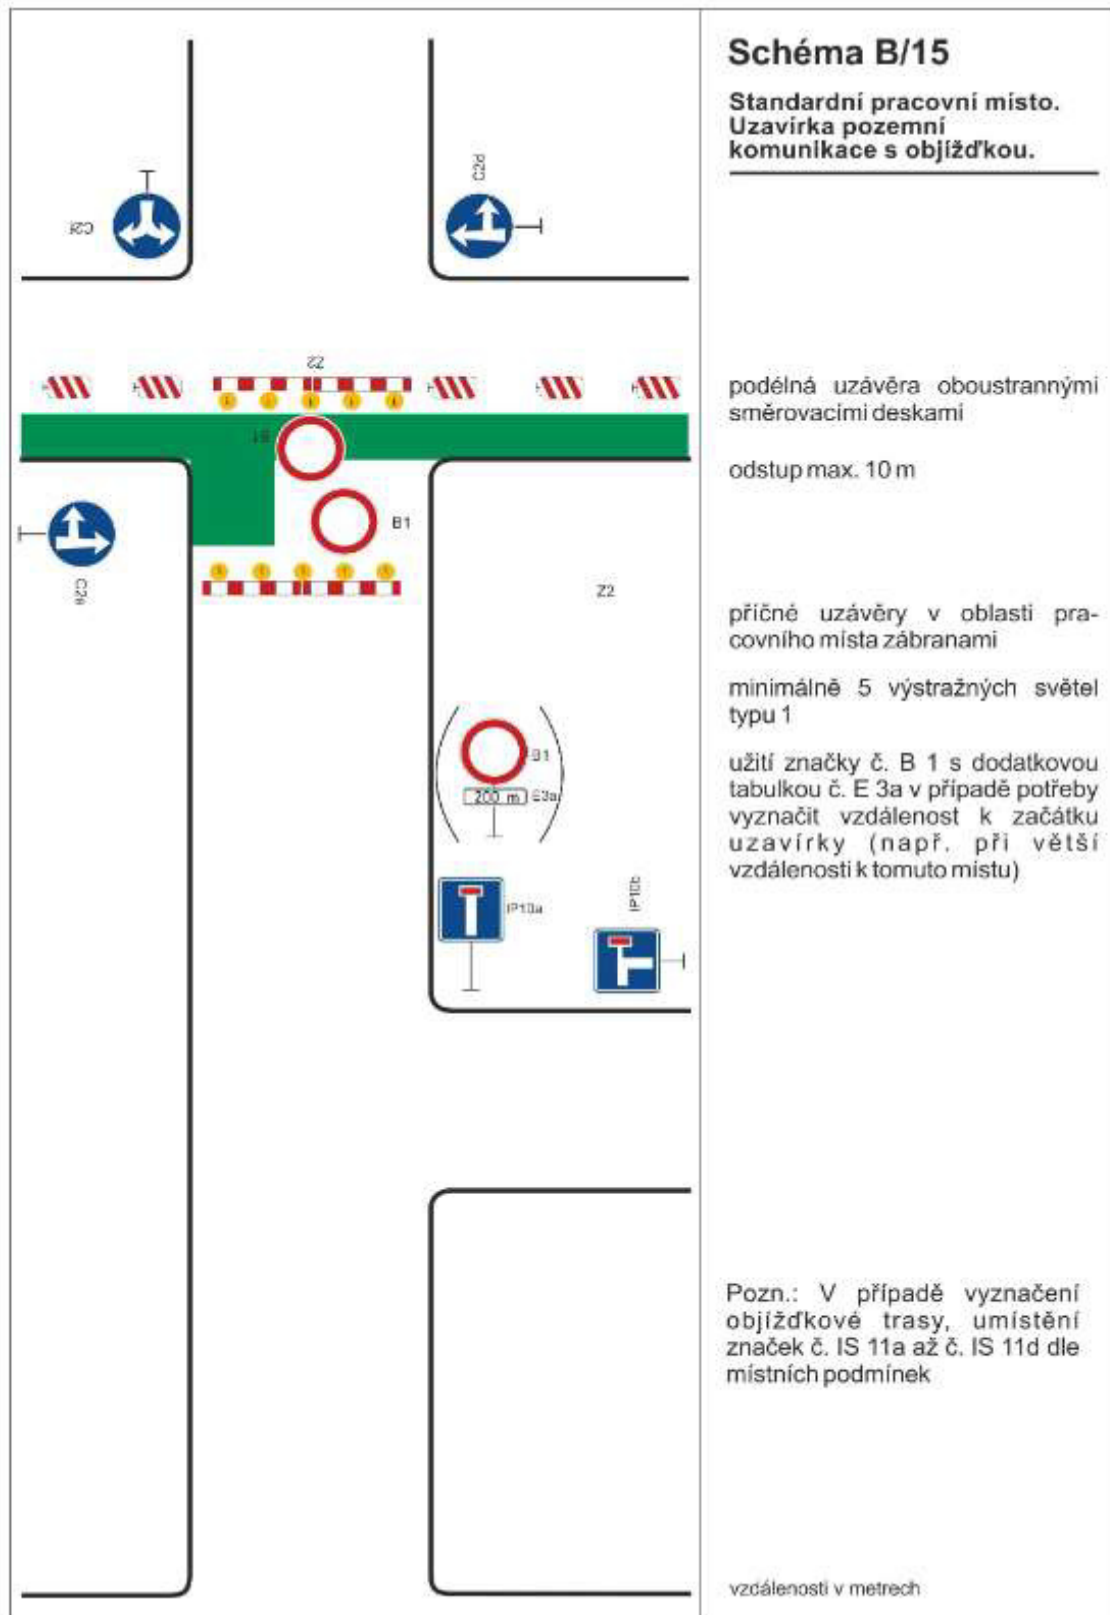 Schéma B/15
Standardní pracovní místo.
Uzavírka pozemní
komunikace s objížďkou.
C2f
C2d
Z2
podélná uzávěra oboustrannými
směrovacími deskami
B1
odstup max. 10 m
B1
C2e
Z2
příčné uzávěry v oblasti pra-
covního místa zábranami
minimálně 5 výstražných světel
typu 1
B1
200 m E3a
užití značky č. B 1 s dodatkovou
tabulkou č. E 3a v případě potřeby
vyznačit vzdálenost k začátku
uzavírky (např. při větší
vzdálenosti k tomuto místu)
IP10a
IP10b
Pozn.: V případě vyznačení
objížďkové trasy, umístění
značek č. IS 11a až č. IS 11d dle
místních podmínek
vzdálenosti v metrech